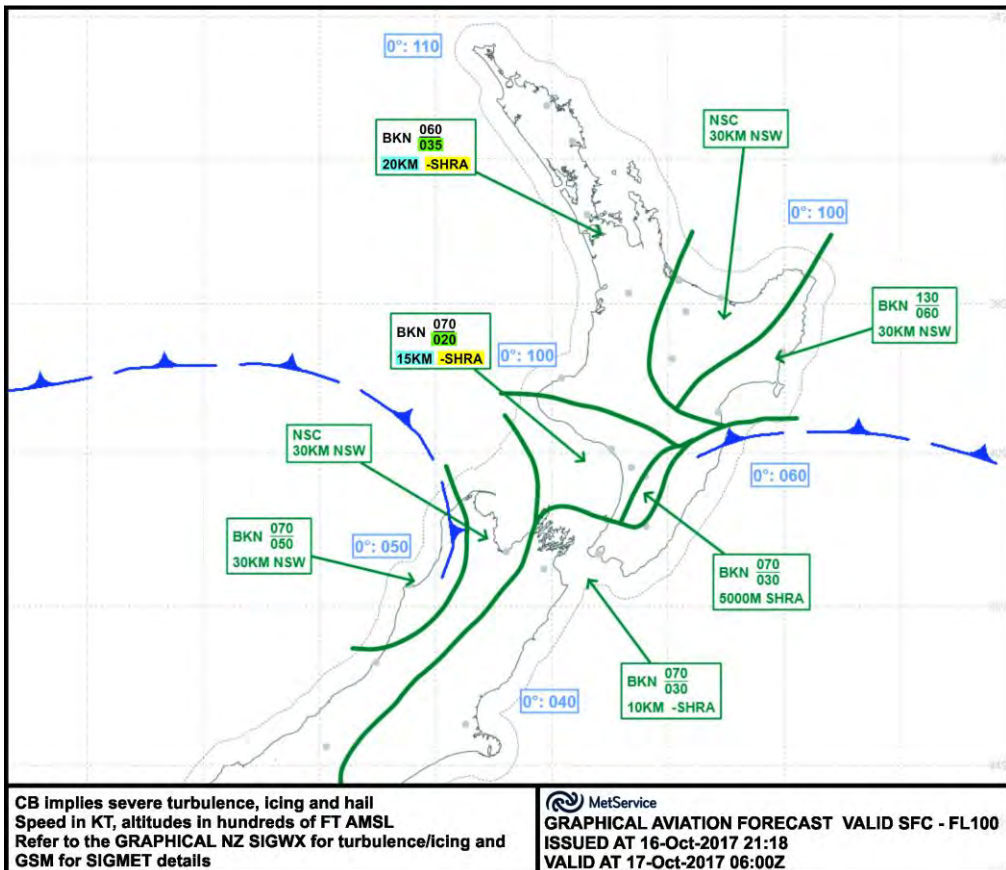 0°: 110
NSC
30KM NSW
BKN 060
035
20KM -SHRA
0°: 100
BKN 130
060
30KM NSW
BKN 070
020
15KM -SHRA
0°: 100
NSC
30KM NSW
0°: 060
BKN 070
050
30KM NSW
0°: 050
BKN 070
030
5000M SHRA
BKN 070
030
10KM -SHRA
0°: 040
CB implies severe turbulence, icing and hail
Speed in KT, altitudes in hundreds of FT AMSL
Refer to the GRAPHICAL NZ SIGWX for turbulence/icing and
GSM for SIGMET details
MetService
GRAPHICAL AVIATION FORECAST VALID SFC - FL100
ISSUED AT 16-Oct-2017 21:18
VALID AT 17-Oct-2017 06:00Z